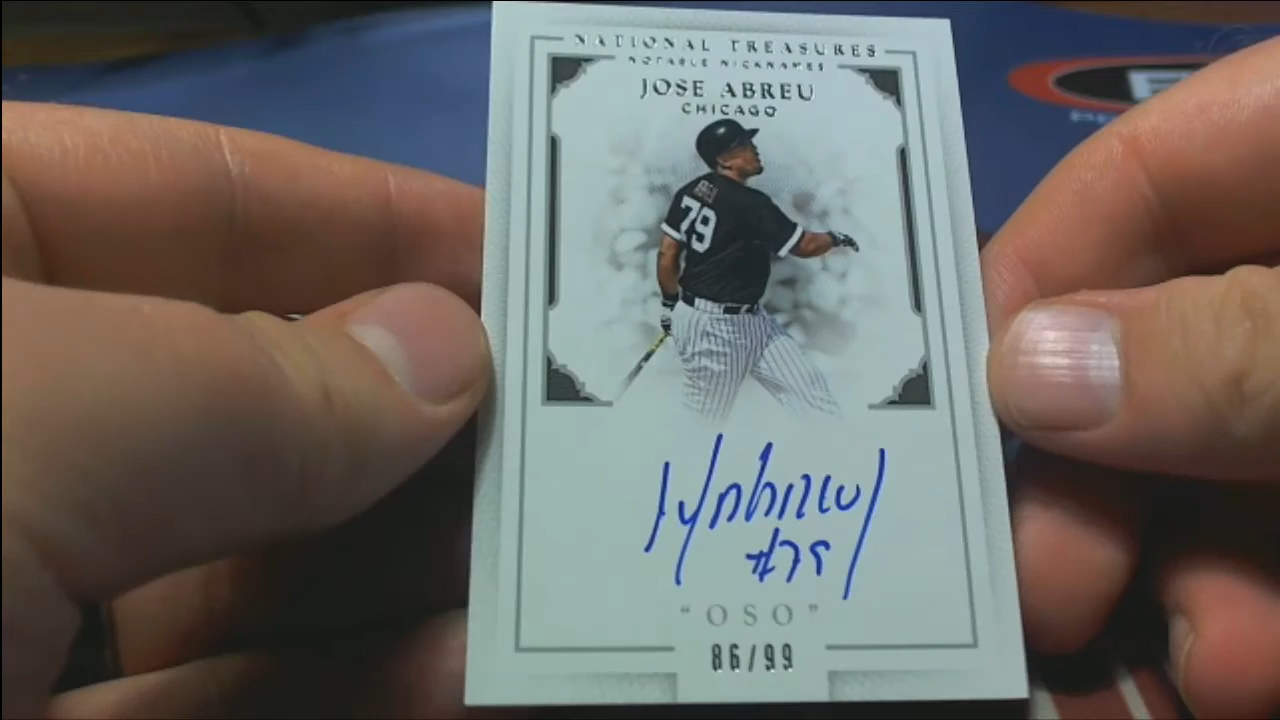 NATIONAL TREASURES
NOTABLE NICKNAMES
JOSE ABREU
CHICAGO
79
#79
"OSO"
86/99